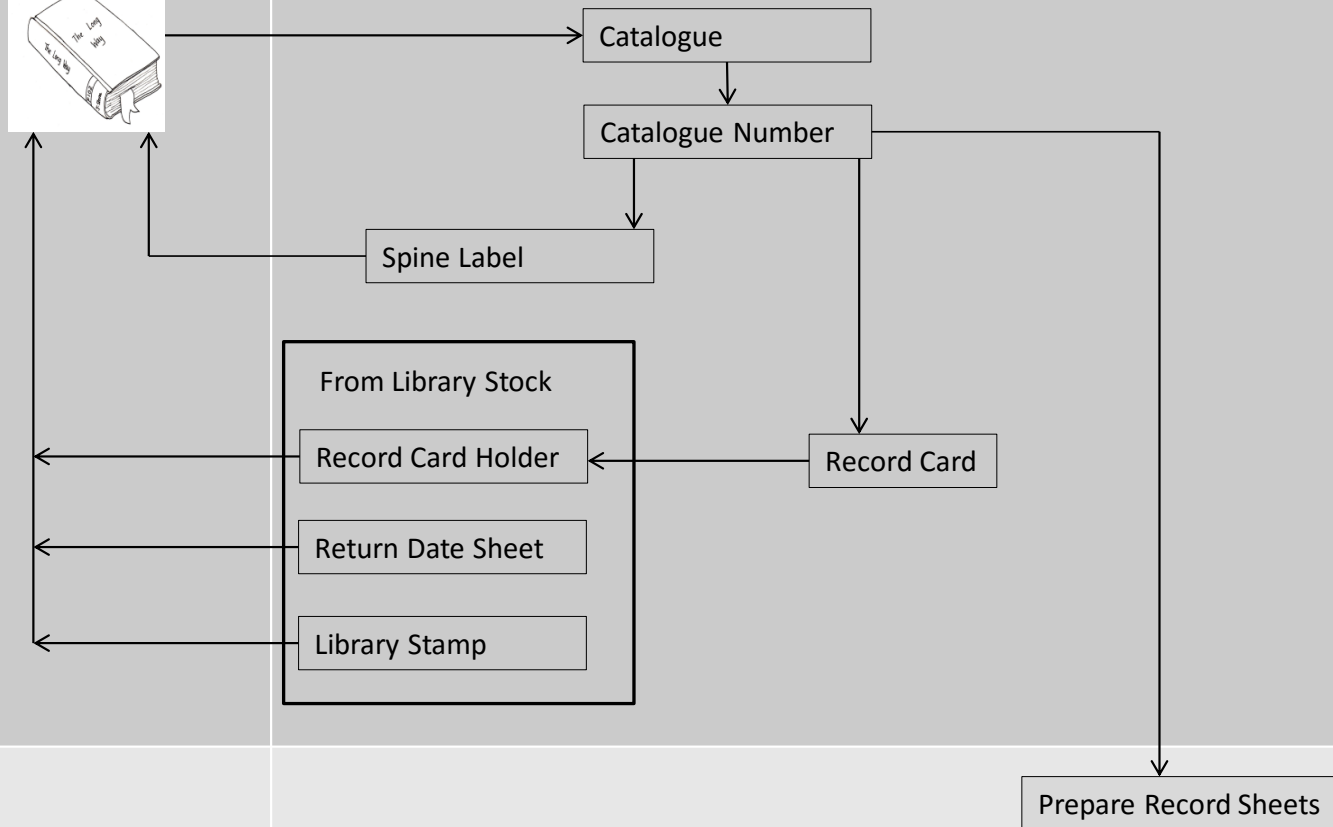 The Long
Way
The Long Way
Catalogue
Catalogue Number
Spine Label
From Library Stock
Record Card Holder
Record Card
Return Date Sheet
Library Stamp
Prepare Record Sheets